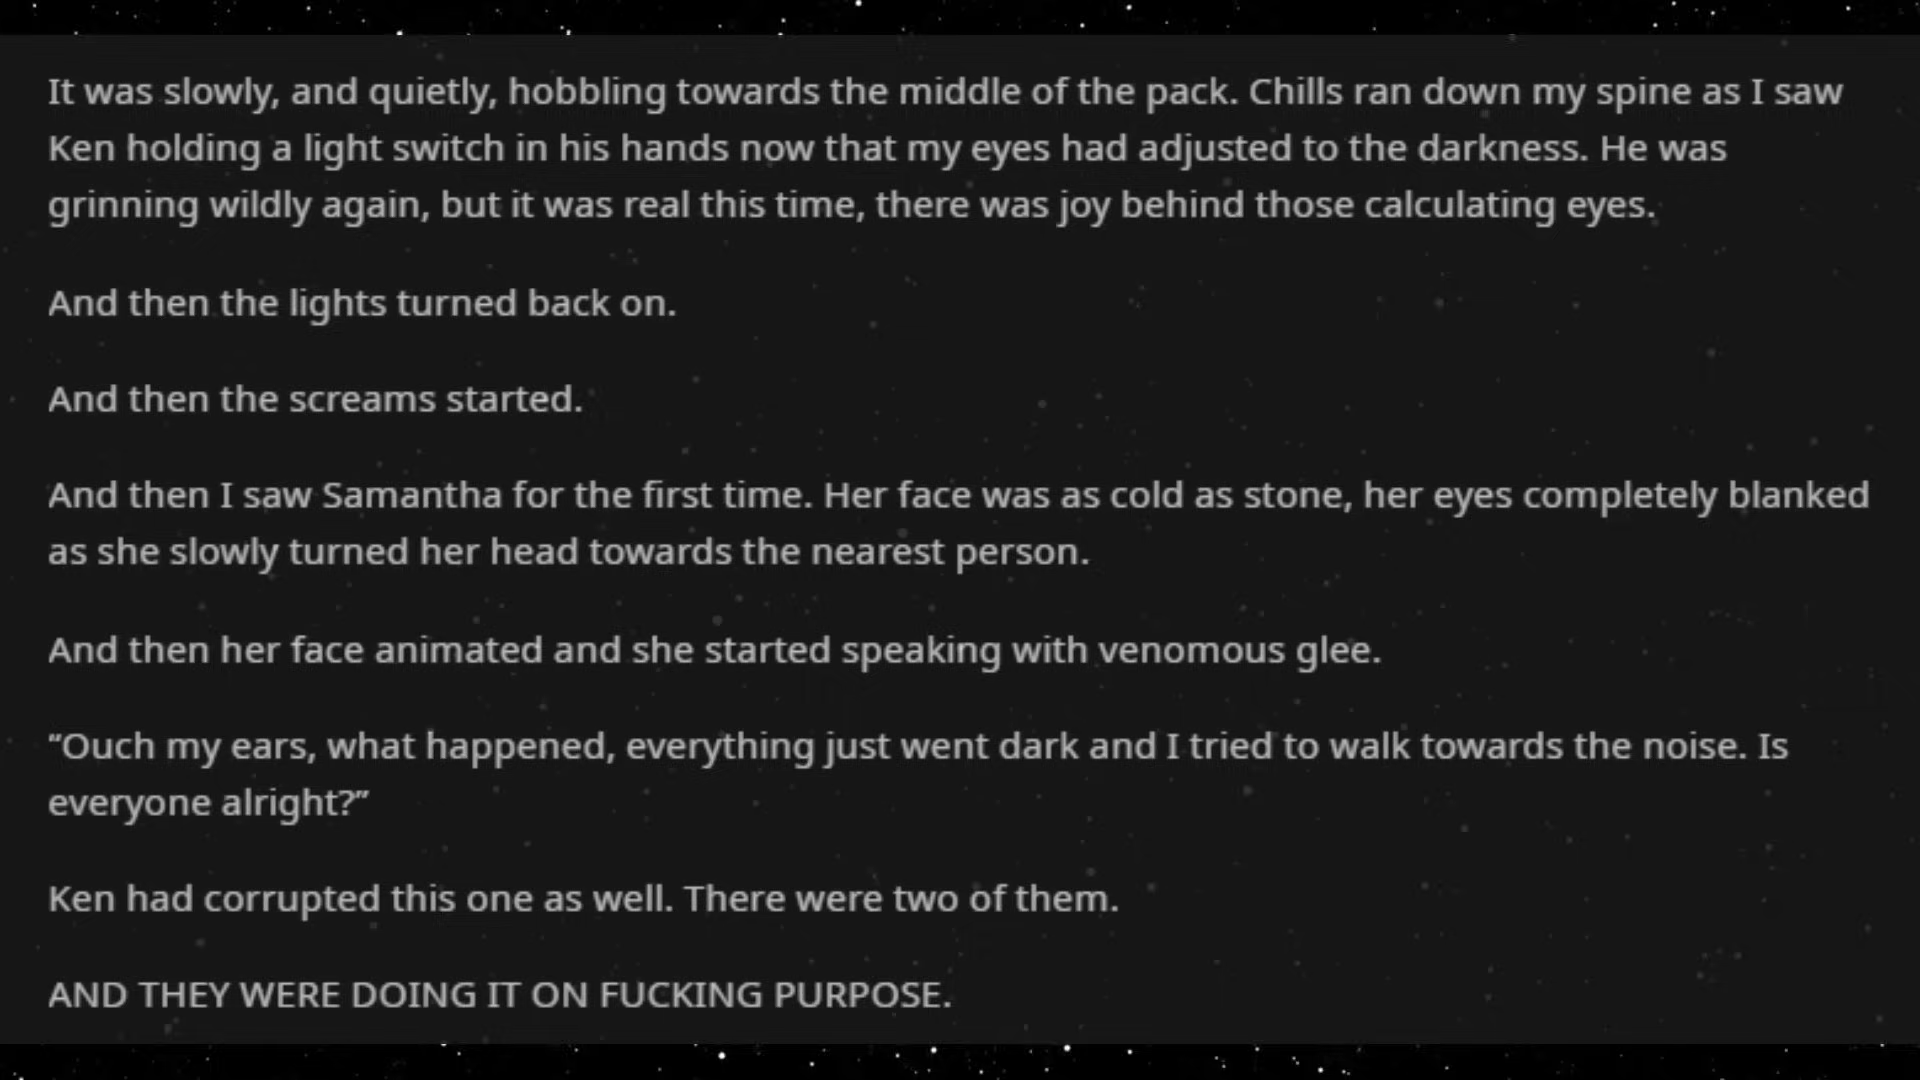 It was slowly, and quietly, hobbling towards the middle of the pack. Chills ran down my spine as I saw
Ken holding a light switch in his hands now that my eyes had adjusted to the darkness. He was
grinning wildly again, but it was real this time, there was joy behind those calculating eyes.
And then the lights turned back on.
And then the screams started.
And then I saw Samantha for the first time. Her face was as cold as stone, her eyes completely blanked
as she slowly turned her head towards the nearest person.
And then her face animated and she started speaking with venomous glee.
“Ouch my ears, what happened, everything just went dark and I tried to walk towards the noise. Is
everyone alright?”
Ken had corrupted this one as well. There were two of them.
AND THEY WERE DOING IT ON FUCKING PURPOSE.